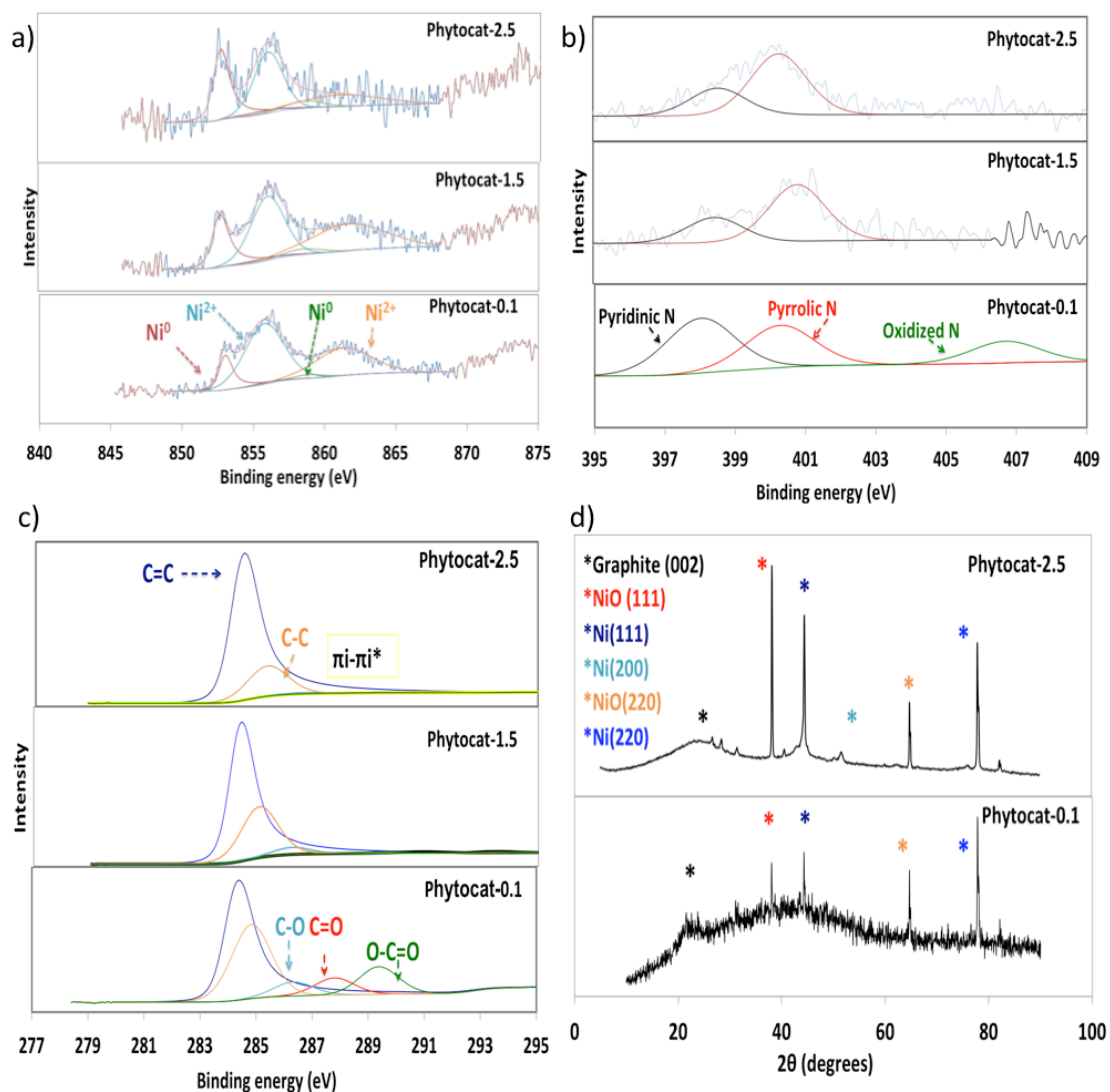 a)
Phytocat-2.5
Phytocat-1.5
Phytocat-0.1
Ni⁰
Ni²⁺
Ni⁰
Ni²⁺
Intensity
840 845 850 855 860 865 870 875
Binding energy (eV)
b)
Phytocat-2.5
Phytocat-1.5
Phytocat-0.1
Pyridinic N
Pyrrolic N
Oxidized N
Intensity
395 397 399 401 403 405 407 409
Binding energy (eV)
c)
Phytocat-2.5
C=C
C-C
πi-πi*
Phytocat-1.5
Phytocat-0.1
C-O
C=O
O-C=O
Intensity
277 279 281 283 285 287 289 291 293 295
Binding energy (eV)
d)
*Graphite (002)
*NiO (111)
*Ni(111)
*Ni(200)
*NiO(220)
*Ni(220)
Phytocat-2.5
* * * * * *
Phytocat-0.1
* * * * *
0 20 40 60 80 100
2θ (degrees)